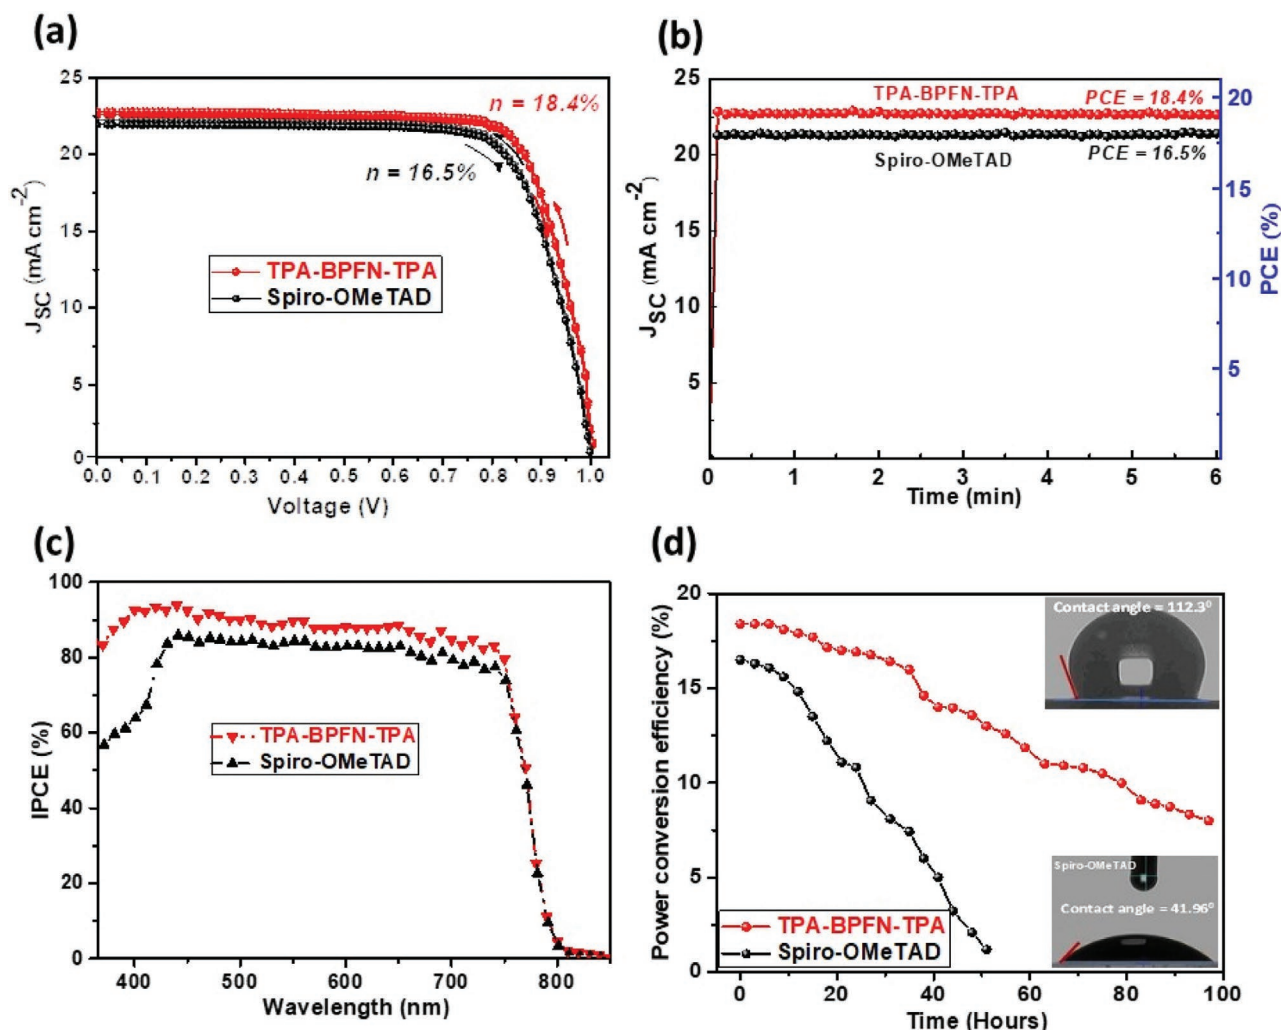 (a)
25
20
15
10
5
0
J_SC (mA cm^-2)
n = 18.4%
n = 16.5%
TPA-BPFN-TPA
Spiro-OMeTAD
0.0 0.1 0.2 0.3 0.4 0.5 0.6 0.7 0.8 0.9 1.0
Voltage (V)
(b)
25
20
15
10
5
J_SC (mA cm^-2)
TPA-BPFN-TPA
PCE = 18.4%
Spiro-OMeTAD
PCE = 16.5%
20
15
10
5
PCE (%)
0 1 2 3 4 5 6
Time (min)
(c)
100
80
60
40
20
0
IPCE (%)
TPA-BPFN-TPA
Spiro-OMeTAD
400 500 600 700 800
Wavelength (nm)
(d)
20
15
10
5
0
Power conversion efficiency (%)
Contact angle = 112.3⁰
Spiro-OMeTAD
Contact angle = 41.96⁰
TPA-BPFN-TPA
Spiro-OMeTAD
0 20 40 60 80 100
Time (Hours)